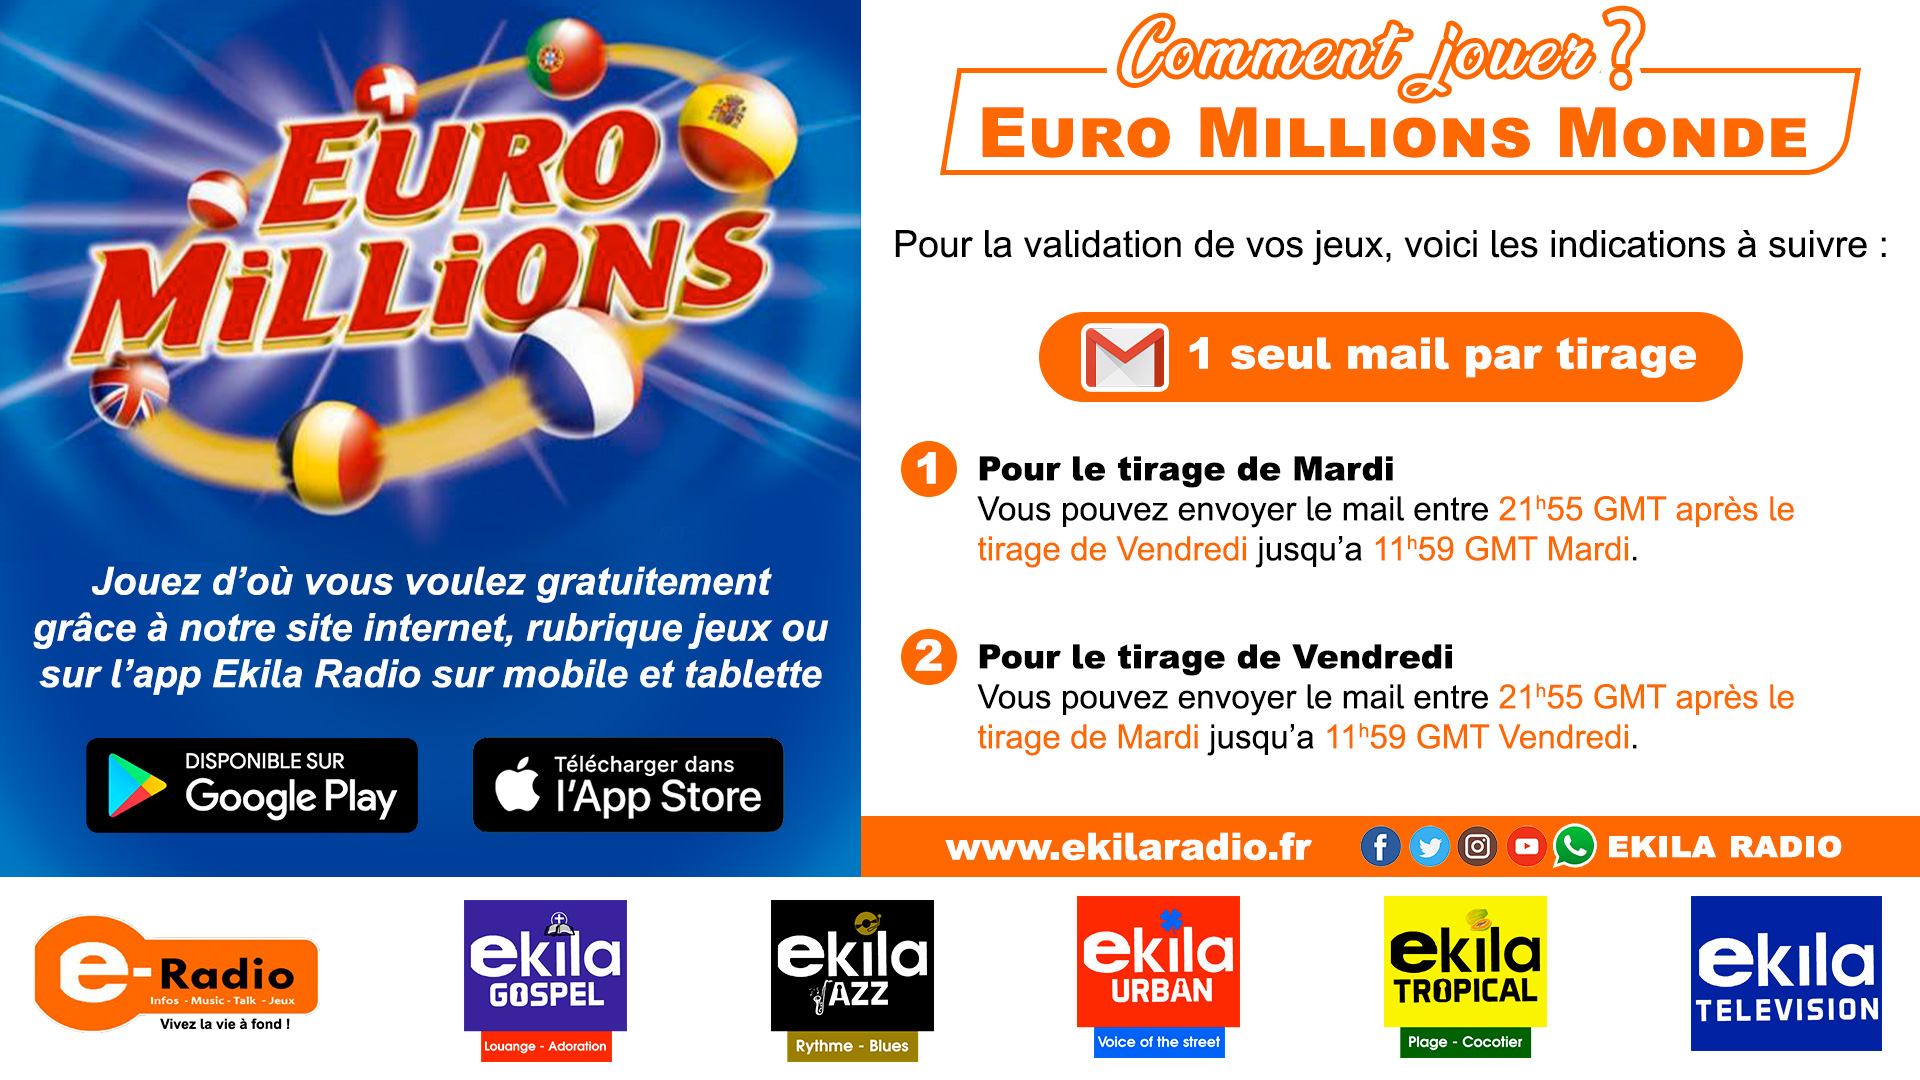 EURO
MiLLiONS
Jouez d’où vous voulez gratuitement
grâce à notre site internet, rubrique jeux ou
sur l’app Ekila Radio sur mobile et tablette
DISPONIBLE SUR
Google Play
Télécharger dans
l’App Store
Comment jouer ?
EURO MILLIONS MONDE
Pour la validation de vos jeux, voici les indications à suivre :
1 seul mail par tirage
1
Pour le tirage de Mardi
Vous pouvez envoyer le mail entre 21h55 GMT après le
tirage de Vendredi jusqu’a 11h59 GMT Mardi.
2
Pour le tirage de Vendredi
Vous pouvez envoyer le mail entre 21h55 GMT après le
tirage de Mardi jusqu’a 11h59 GMT Vendredi.
www.ekilaradio.fr
EKILA RADIO
e-Radio
Infos - Music - Talk - Jeux
Vivez la vie à fond !
ekila
GOSPEL
Louange - Adoration
ekila
JAZZ
Rythme - Blues
ekila
URBAN
Voice of the street
ekila
TROPICAL
Plage - Cocotier
ekila
TELEVISION